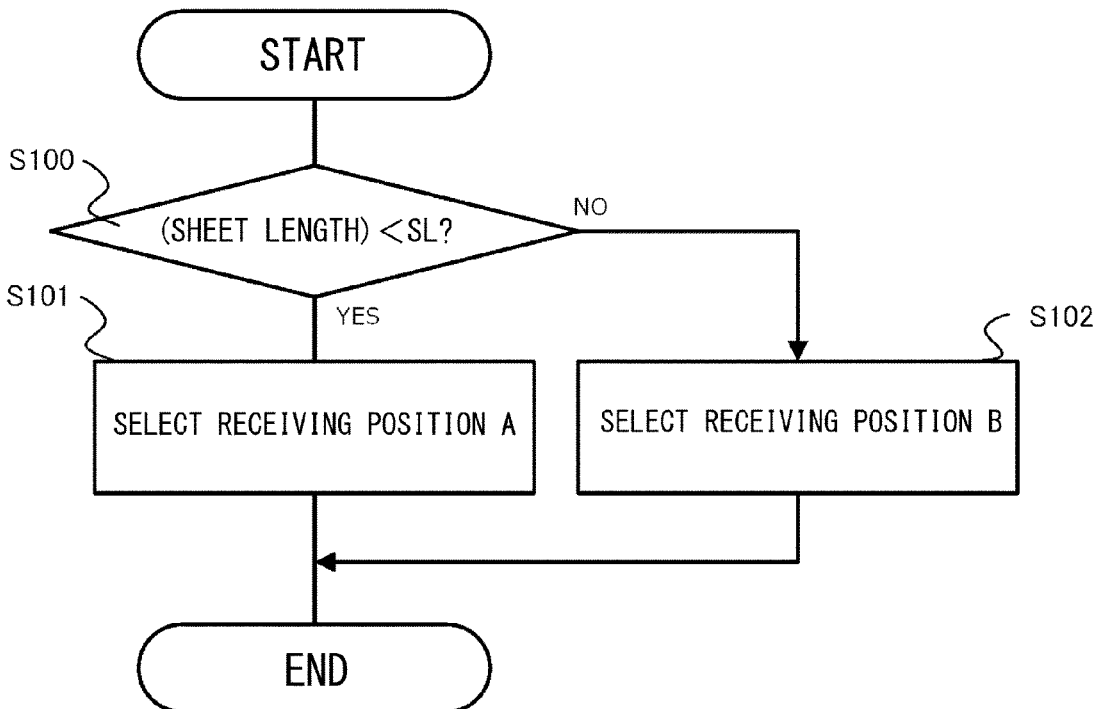 START
S100
(SHEET LENGTH)<SL?
NO
S101
YES
S102
SELECT RECEIVING POSITION A
SELECT RECEIVING POSITION B
END